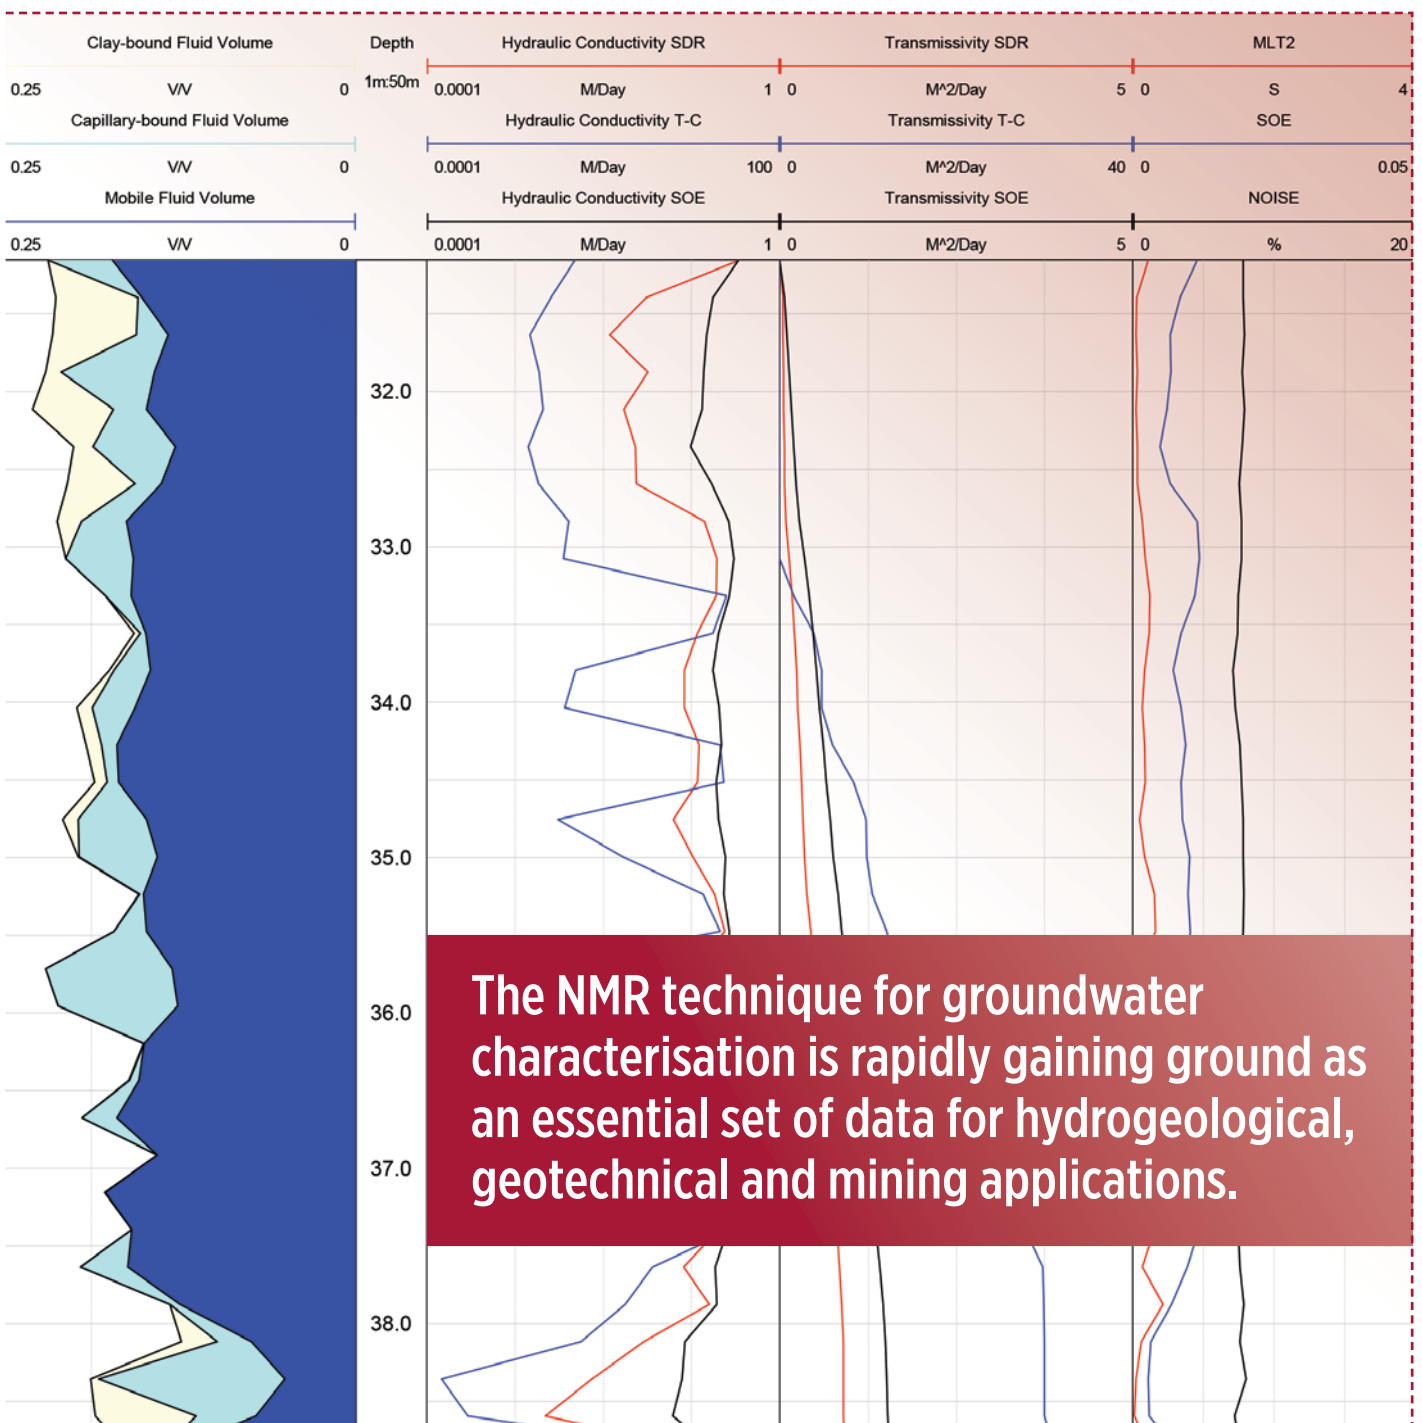 Clay-bound Fluid Volume Depth Hydraulic Conductivity SDR Transmissivity SDR MLT2
0.25 V/V 0 1m:50m 0.0001 M/Day 1 0 M^2/Day 5 0 S 4
Capillary-bound Fluid Volume Hydraulic Conductivity T-C Transmissivity T-C SOE
0.25 V/V 0 0.0001 M/Day 100 0 M^2/Day 40 0 0.05
Mobile Fluid Volume Hydraulic Conductivity SOE Transmissivity SOE NOISE
0.25 V/V 0 0.0001 M/Day 1 0 M^2/Day 5 0 % 20
32.0
33.0
34.0
35.0
36.0
37.0
38.0
The NMR technique for groundwater
characterisation is rapidly gaining ground as
an essential set of data for hydrogeological,
geotechnical and mining applications.